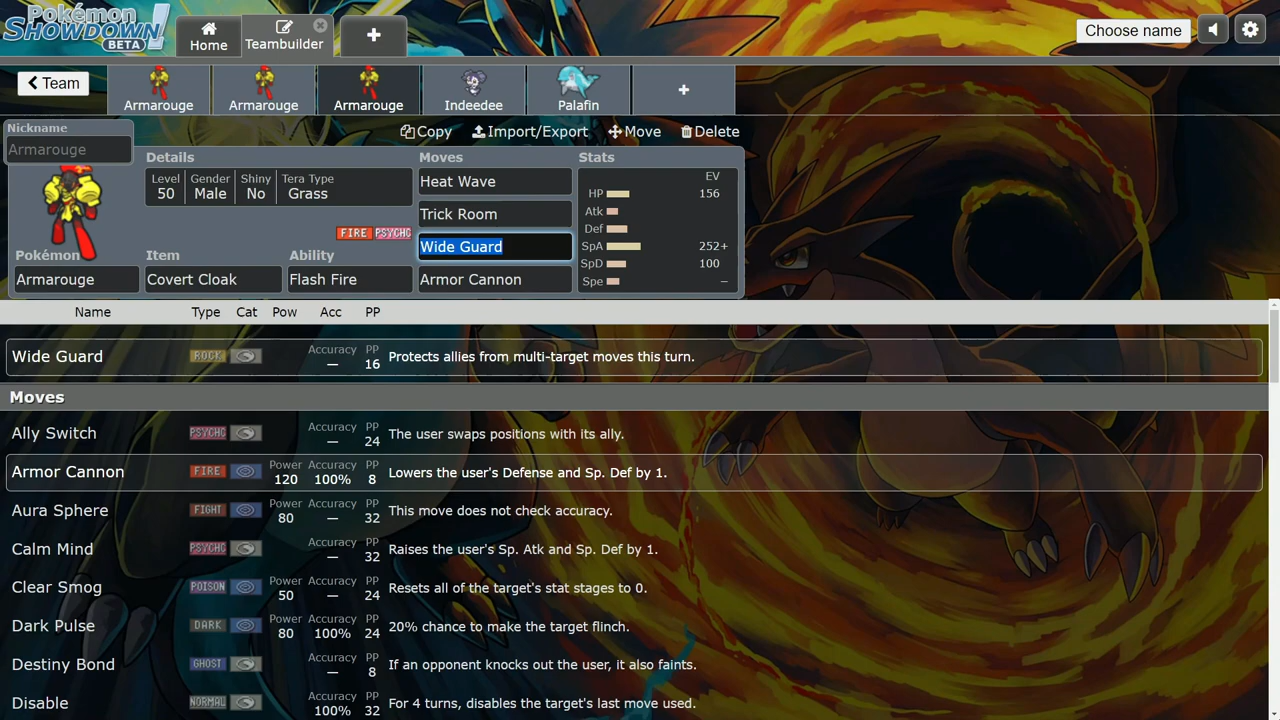 Pokémon
SHOWDOWN!
BETA
Home
Teambuilder
+
Choose name
< Team
Armarouge
Armarouge
Armarouge
Indeedee
Palafin
+
Copy
Import/Export
Move
Delete
Nickname
Armarouge
Details
Moves
Stats
Level
Gender
Shiny
Tera Type
50
Male
No
Grass
Heat Wave
Trick Room
Wide Guard
Armor Cannon
EV
HP 156
Atk
Def
SpA 252+
SpD 100
Spe –
FIRE PSYCHC
Pokémon
Item
Ability
Armarouge
Covert Cloak
Flash Fire
Name Type Cat Pow Acc PP
Wide Guard ROCK Accuracy — PP 16 Protects allies from multi-target moves this turn.
Moves
Ally Switch PSYCHC Accuracy — PP 24 The user swaps positions with its ally.
Armor Cannon FIRE Power 120 Accuracy 100% PP 8 Lowers the user's Defense and Sp. Def by 1.
Aura Sphere FIGHT Power 80 Accuracy — PP 32 This move does not check accuracy.
Calm Mind PSYCHC Accuracy — PP 32 Raises the user's Sp. Atk and Sp. Def by 1.
Clear Smog POISON Power 50 Accuracy — PP 24 Resets all of the target's stat stages to 0.
Dark Pulse DARK Power 80 Accuracy 100% PP 24 20% chance to make the target flinch.
Destiny Bond GHOST Accuracy — PP 8 If an opponent knocks out the user, it also faints.
Disable NORMAL Accuracy 100% PP 32 For 4 turns, disables the target's last move used.